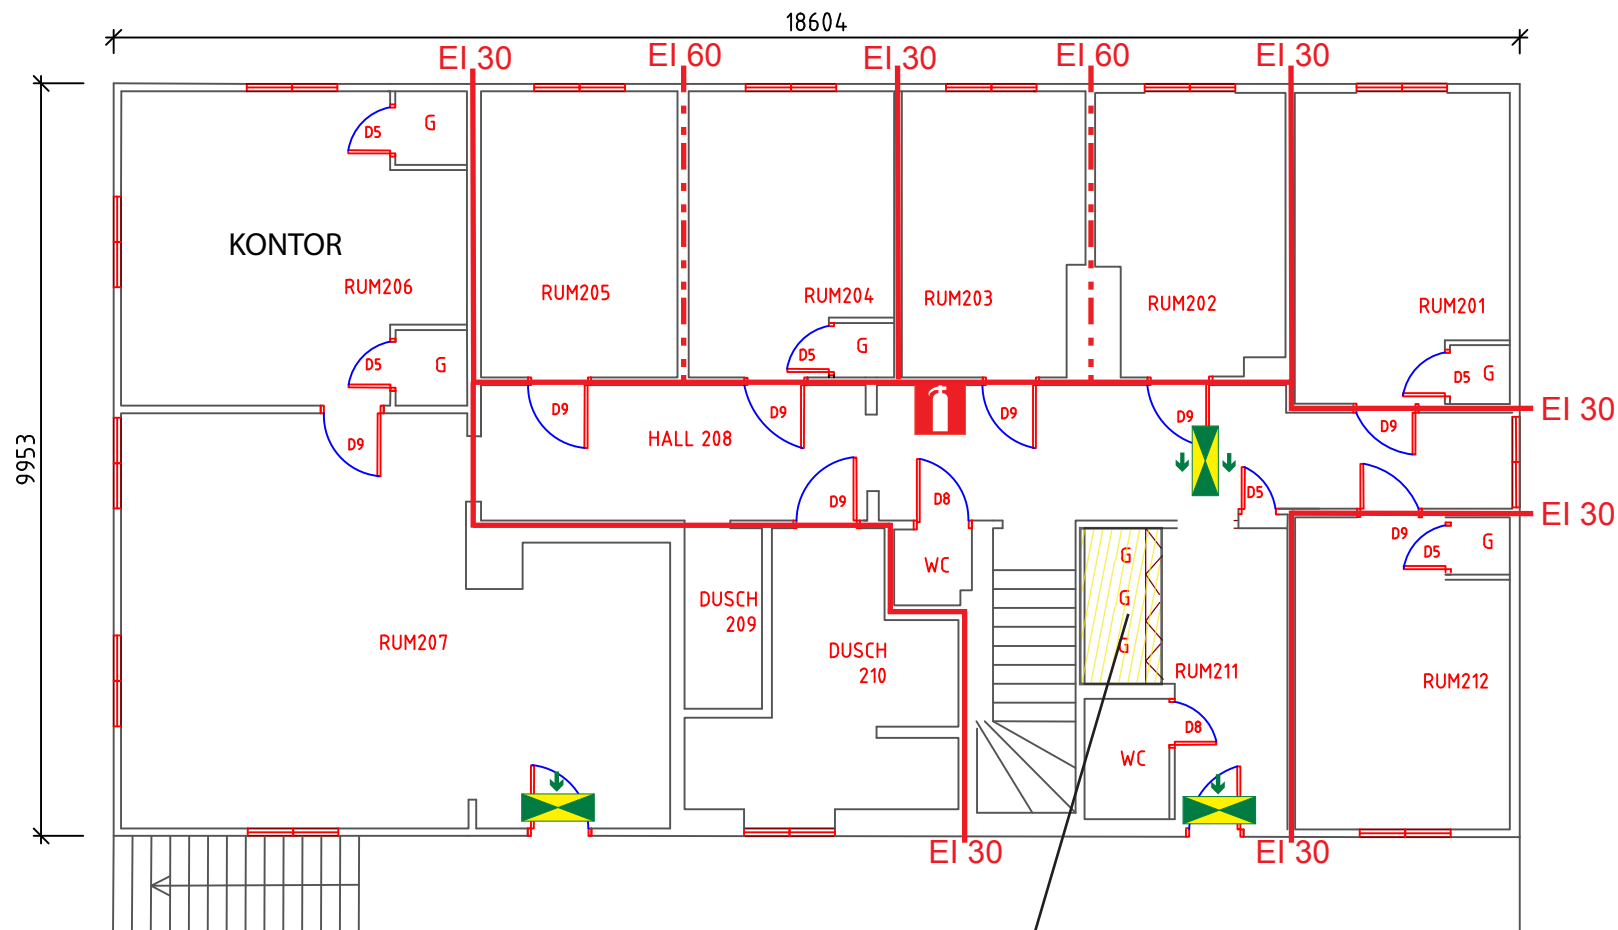 18604
EI 30
EI 60
EI 30
EI 60
EI 30
D5
G
9953
KONTOR
RUM206
RUM205
RUM204
RUM203
RUM202
RUM201
D5
G
D5
G
D5
G
D9
D9
D9
D9
D9
D9
EI 30
HALL 208
D9
D8
D5
EI 30
D9
D5
G
WC
G
DUSCH
209
G
G
RUM207
DUSCH
210
RUM211
RUM212
D8
WC
EI 30
EI 30